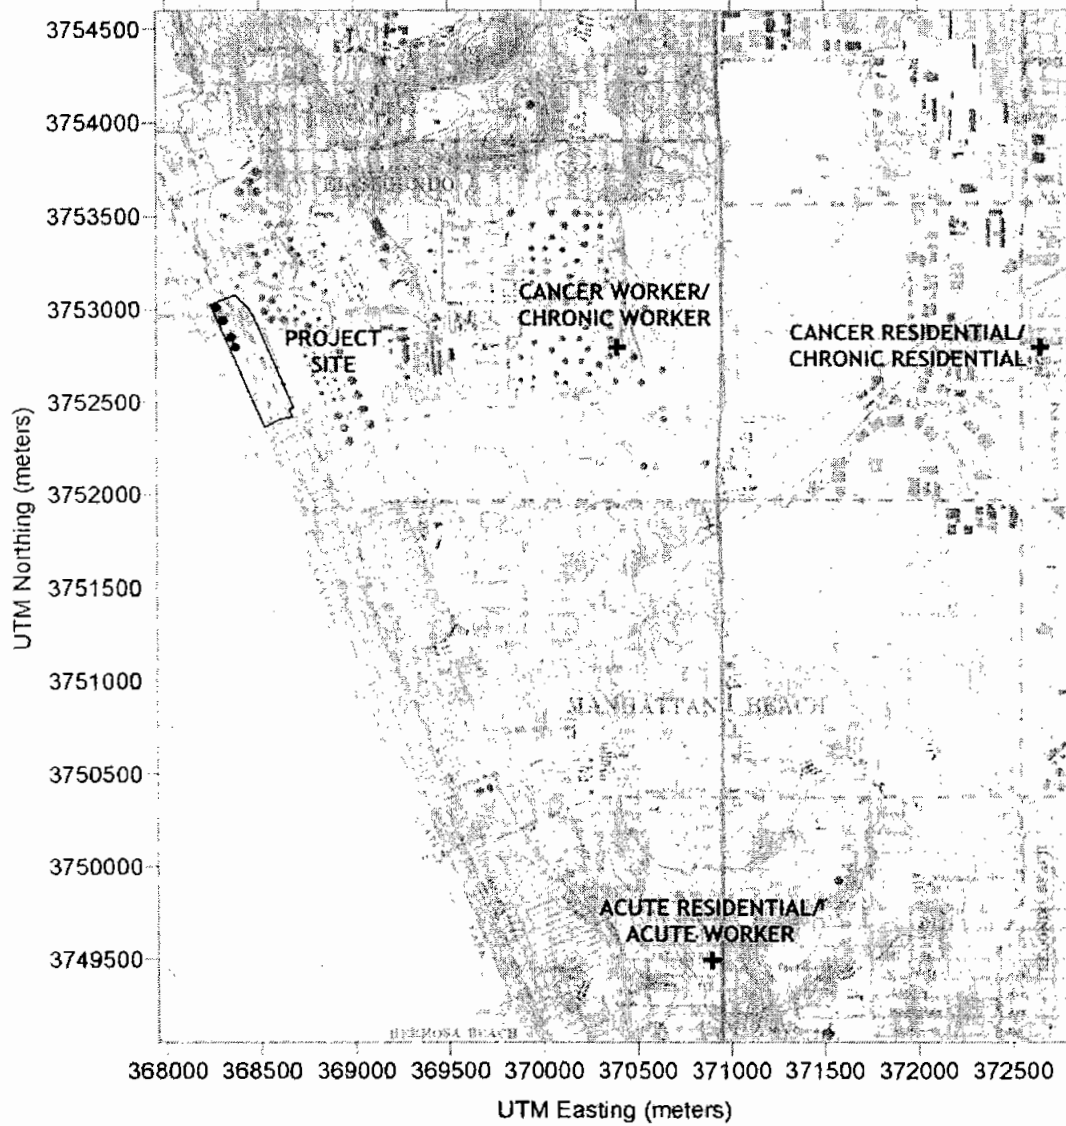 3754500
3754000
EL SEGUNDO
3753500
CANCER WORKER/
CHRONIC WORKER
3753000
CANCER RESIDENTIAL/
CHRONIC RESIDENTIAL
PROJECT
SITE
3752500
3752000
3751500
3751000
MANHATTAN BEACH
3750500
3750000
ACUTE RESIDENTIAL/
ACUTE WORKER
3749500
HERMOSA BEACH
UTM Northing (meters)
368000 368500 369000 369500 370000 370500 371000 371500 372000 372500
UTM Easting (meters)